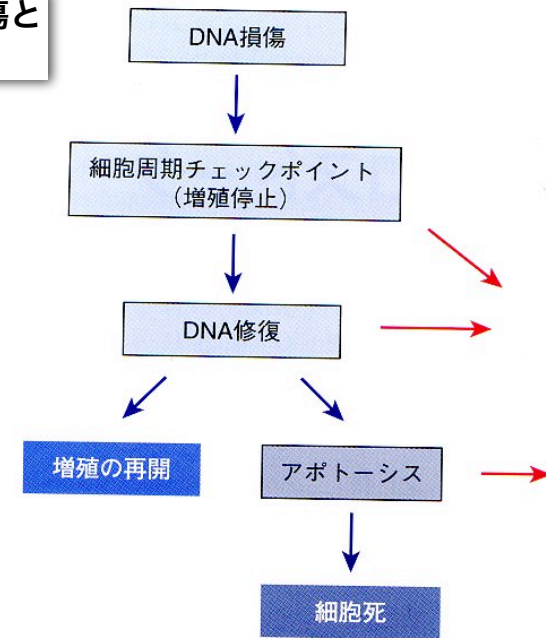 傷と
DNA損傷
細胞周期チェックポイント
（増殖停止）
DNA修復
増殖の再開
アポトーシス
細胞死